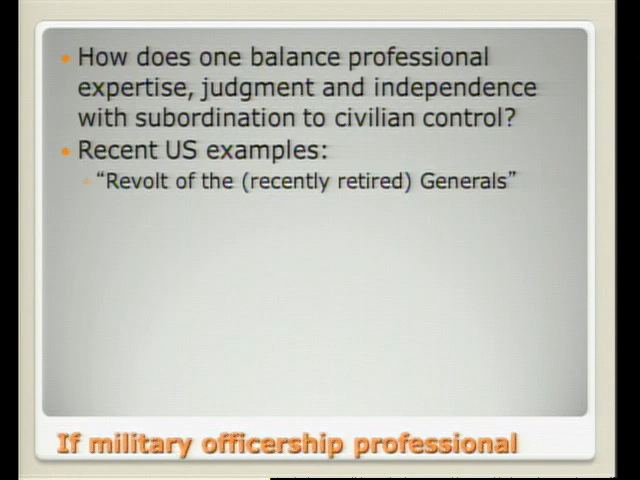 How does one balance professional
expertise, judgment and independence
with subordination to civilian control?
Recent US examples:
"Revolt of the (recently retired) Generals"
If military officership professional